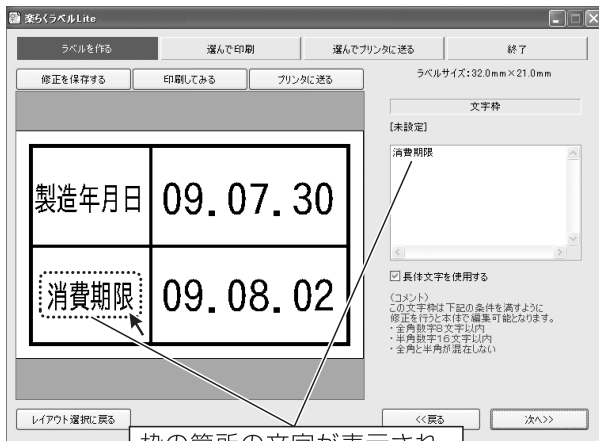 楽らくラベルLite
ラベルを作る
選んで印刷
選んでプリンタに送る
終了
修正を保存する
印刷してみる
プリンタに送る
ラベルサイズ:32.0mm×21.0mm
文字枠
[未設定]
消費期限
製造年月日
09.07.30
消費期限
09.08.02
長体文字を使用する
(コメント)
この文字枠は下記の条件を満すように
修正を行うと本体で編集可能となります。
・全角数字8文字以内
・半角数字16文字以内
・全角と半角が混在しない
レイアウト選択に戻る
<<戻る
次へ>>
枠の箇所の文字が表示され